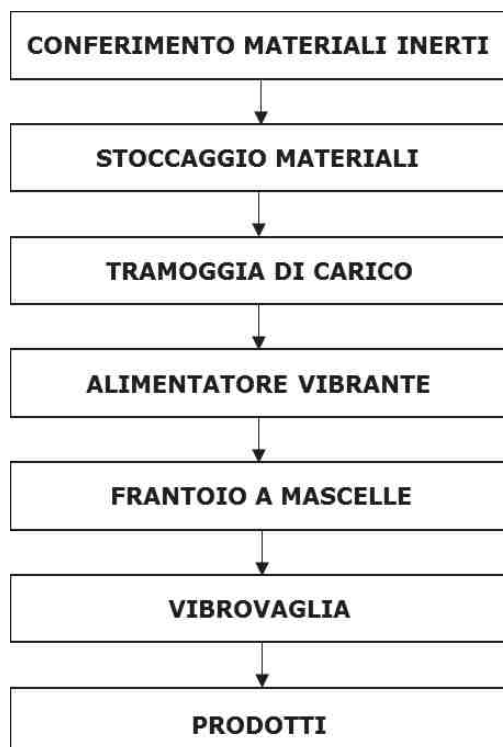 CONFERIMENTO MATERIALI INERTI
STOCCAGGIO MATERIALI
TRAMOGGIA DI CARICO
ALIMENTATORE VIBRANTE
FRANTOIO A MASCELLE
VIBROVAGLIA
PRODOTTI